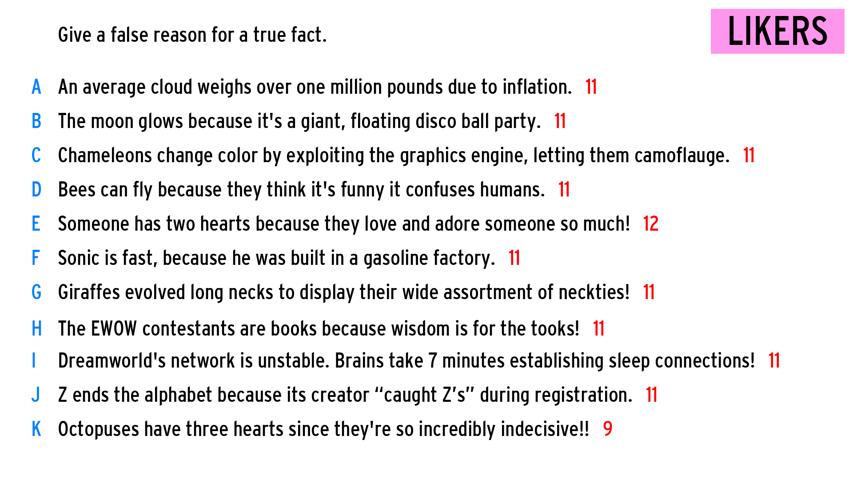 Give a false reason for a true fact.
LIKERS
A An average cloud weighs over one million pounds due to inflation. 11
B The moon glows because it's a giant, floating disco ball party. 11
C Chameleons change color by exploiting the graphics engine, letting them camoflauge. 11
D Bees can fly because they think it's funny it confuses humans. 11
E Someone has two hearts because they love and adore someone so much! 12
F Sonic is fast, because he was built in a gasoline factory. 11
G Giraffes evolved long necks to display their wide assortment of neckties! 11
H The EWOW contestants are books because wisdom is for the tooks! 11
I Dreamworld's network is unstable. Brains take 7 minutes establishing sleep connections! 11
J Z ends the alphabet because its creator “caught Z’s” during registration. 11
K Octopuses have three hearts since they're so incredibly indecisive!! 9